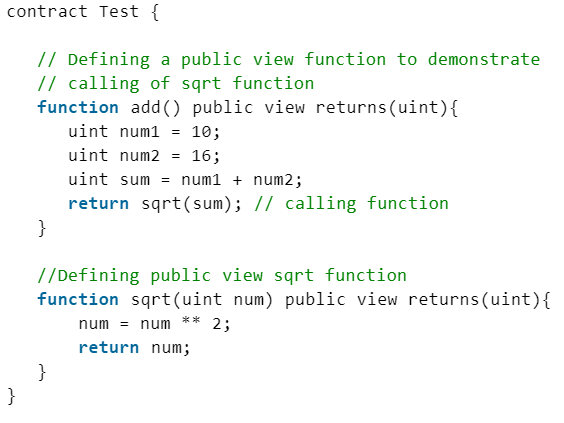 contract Test {
// Defining a public view function to demonstrate
// calling of sqrt function
function add() public view returns(uint){
uint num1 = 10;
uint num2 = 16;
uint sum = num1 + num2;
return sqrt(sum); // calling function
}
//Defining public view sqrt function
function sqrt(uint num) public view returns(uint){
num = num ** 2;
return num;
}
}